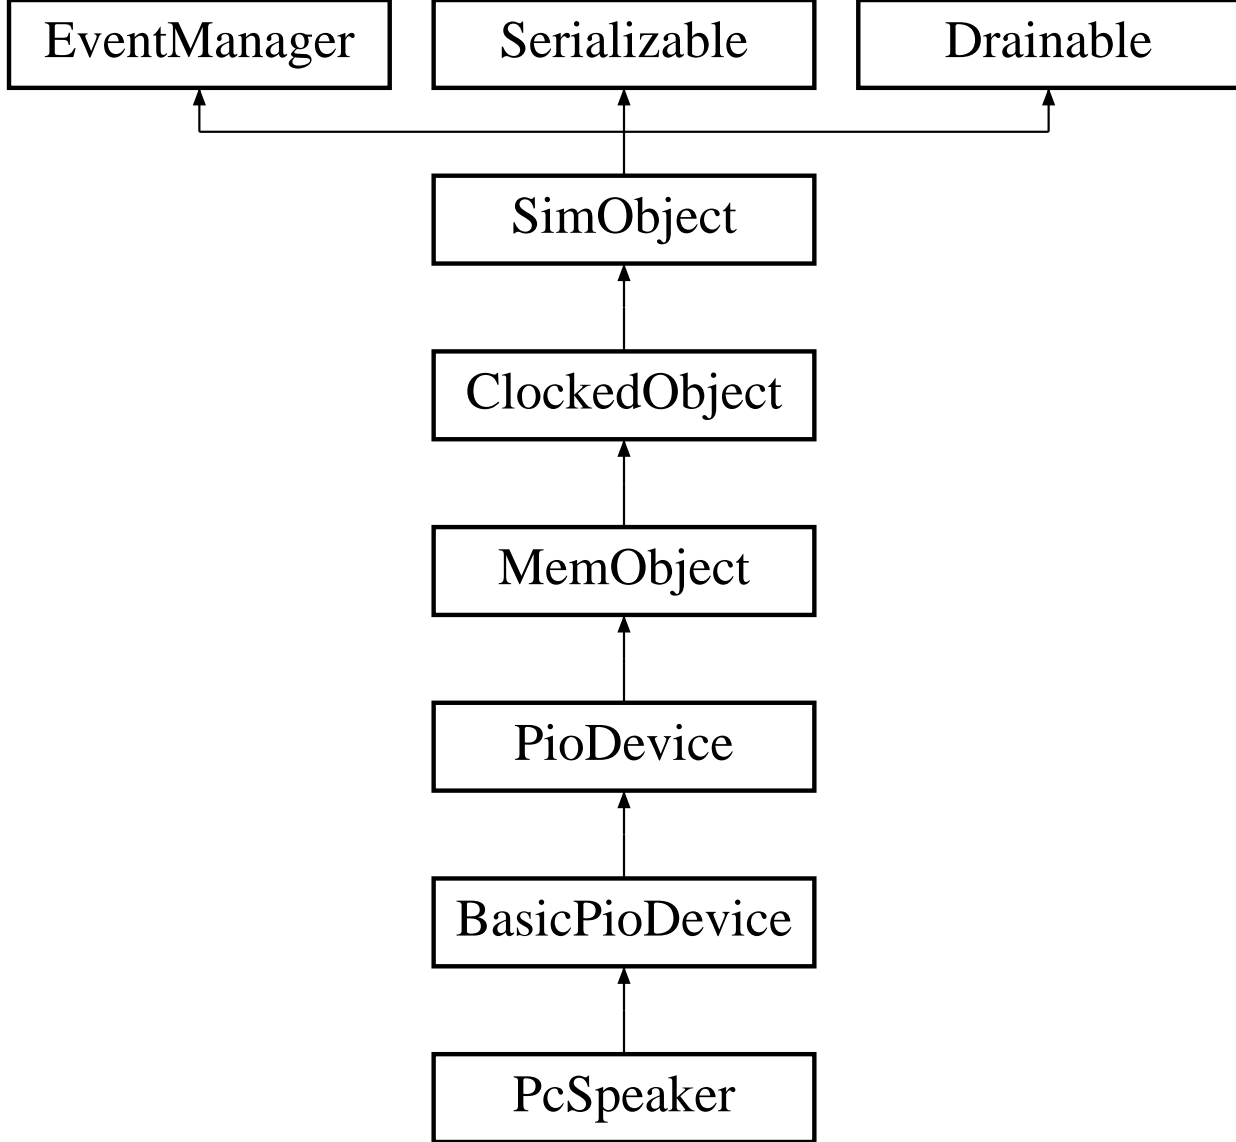 EventManager Serializable Drainable
SimObject
ClockedObject
MemObject
PioDevice
BasicPioDevice
PcSpeaker